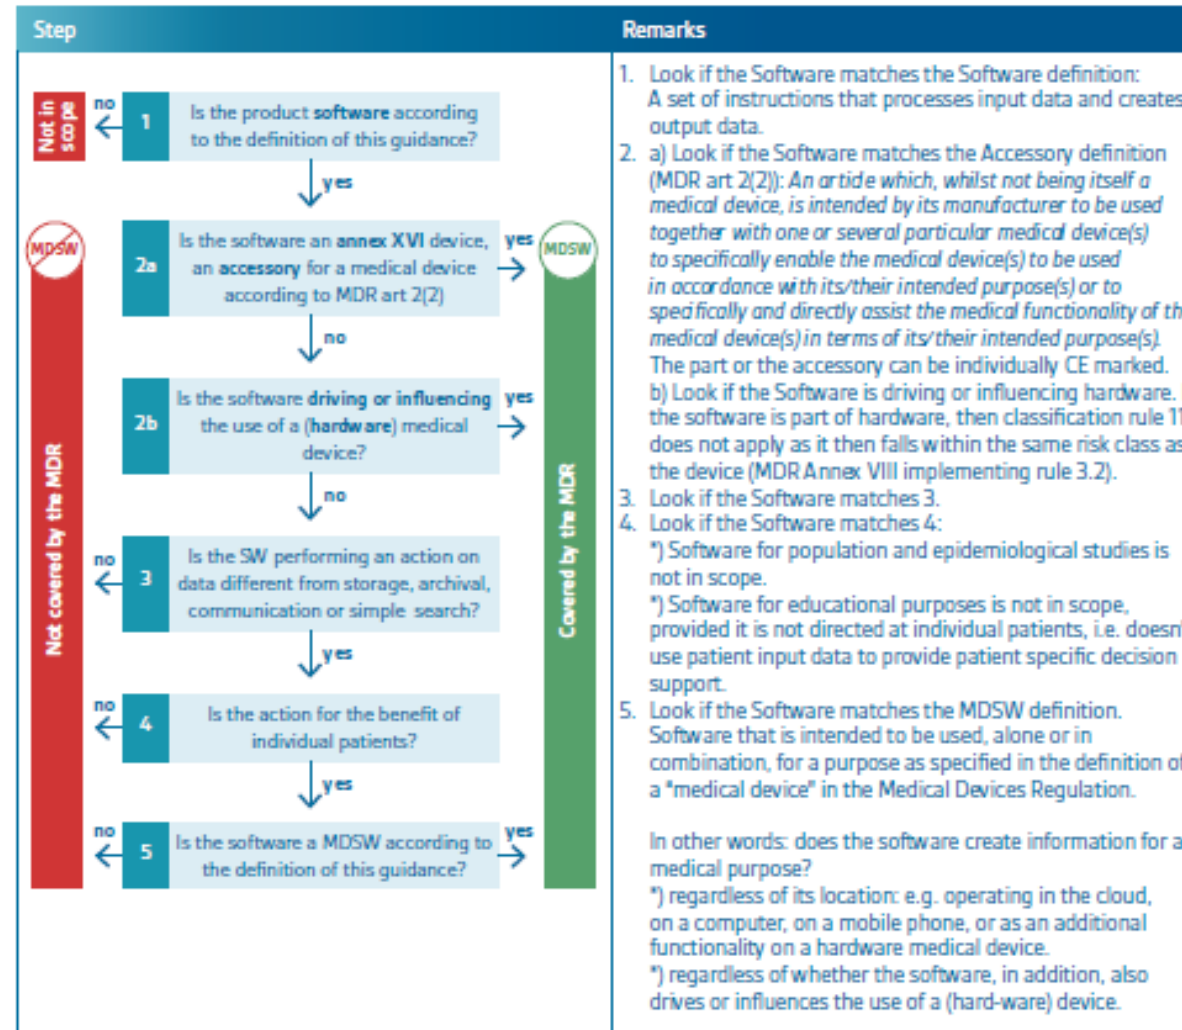 Step
Remarks
Not in
scope
no
1
Is the product software according
to the definition of this guidance?
yes
MDSW
2a
Is the software an annex XVI device,
an accessory for a medical device
according to MDR art 2(2)
yes
MDSW
no
2b
Is the software driving or influencing
the use of a (hardware) medical
device?
yes
no
Not covered by the MDR
Covered by the MDR
no
3
Is the SW performing an action on
data different from storage, archival,
communication or simple search?
yes
no
4
Is the action for the benefit of
individual patients?
yes
no
5
Is the software a MDSW according to
the definition of this guidance?
yes
1. Look if the Software matches the Software definition:
A set of instructions that processes input data and creates
output data.
2. a) Look if the Software matches the Accessory definition
(MDR art 2(2)): An article which, whilst not being itself a
medical device, is intended by its manufacturer to be used
together with one or several particular medical device(s)
to specifically enable the medical device(s) to be used
in accordance with its/their intended purpose(s) or to
specifically and directly assist the medical functionality of th
medical device(s) in terms of its/their intended purpose(s).
The part or the accessory can be individually CE marked.
b) Look if the Software is driving or influencing hardware.
the software is part of hardware, then classification rule 11
does not apply as it then falls within the same risk class as
the device (MDR Annex VIII implementing rule 3.2).
3. Look if the Software matches 3.
4. Look if the Software matches 4:
*) Software for population and epidemiological studies is
not in scope.
*) Software for educational purposes is not in scope,
provided it is not directed at individual patients, i.e. doesn'
use patient input data to provide patient specific decision
support.
5. Look if the Software matches the MDSW definition.
Software that is intended to be used, alone or in
combination, for a purpose as specified in the definition of
a "medical device" in the Medical Devices Regulation.
In other words: does the software create information for a
medical purpose?
*) regardless of its location: e.g. operating in the cloud,
on a computer, on a mobile phone, or as an additional
functionality on a hardware medical device.
*) regardless of whether the software, in addition, also
drives or influences the use of a (hard-ware) device.